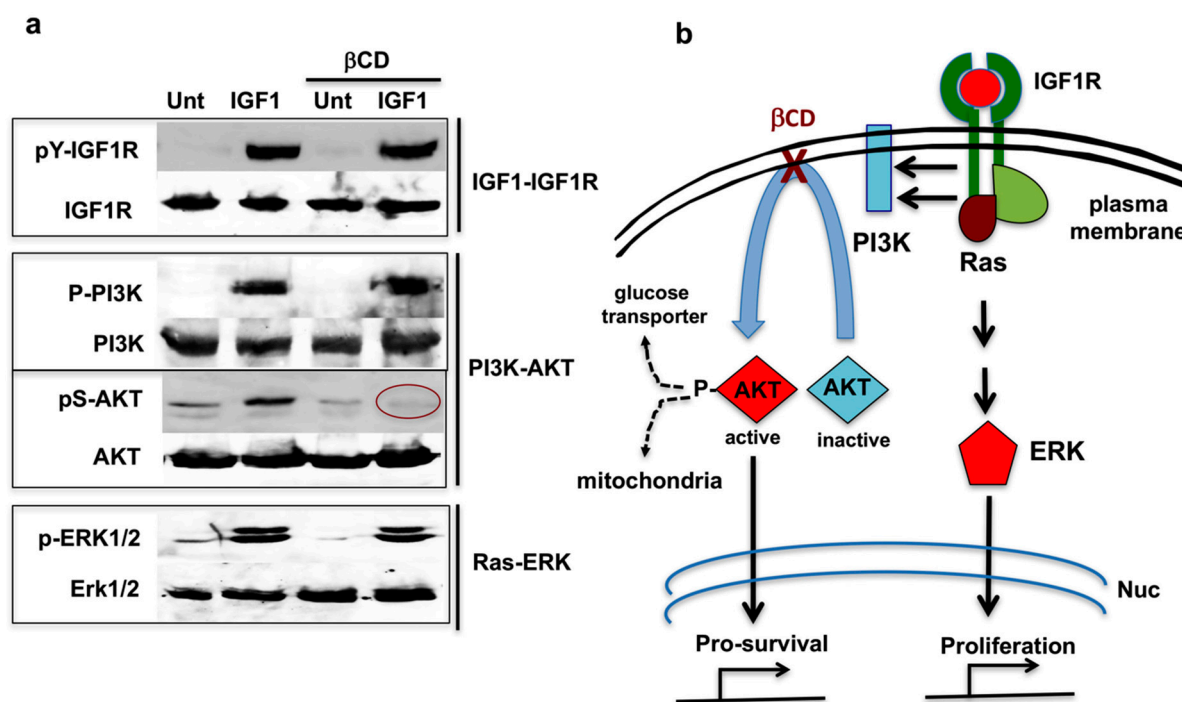 a
βCD
Unt IGF1 Unt IGF1
pY-IGF1R
IGF1R
IGF1-IGF1R
P-PI3K
PI3K
pS-AKT
AKT
PI3K-AKT
p-ERK1/2
Erk1/2
Ras-ERK
b
IGF1R
βCD
X
PI3K
Ras
plasma
membrane
glucose
transporter
P
AKT
AKT
active
inactive
mitochondria
ERK
Nuc
Pro-survival
Proliferation